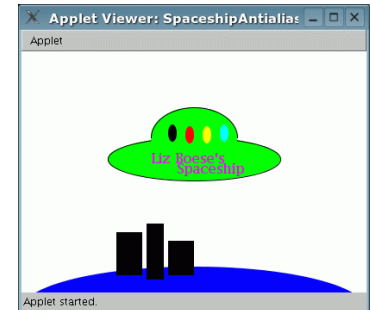 Applet Viewer: SpaceshipAntialias
Applet
Liz Boese's
Spaceship
Applet started.